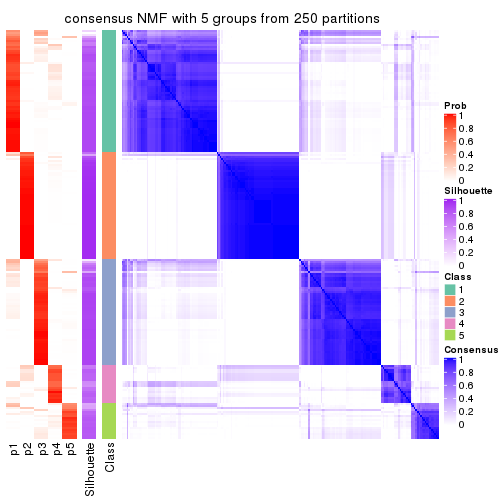 consensus NMF with 5 groups from 250 partitions
Prob
1
0.8
0.6
0.4
0.2
0
Silhouette
1
0.8
0.6
0.4
0.2
0
Class
1
2
3
4
5
Consensus
1
0.8
0.6
0.4
0.2
0
p1
p2
p3
p4
p5
Silhouette
Class